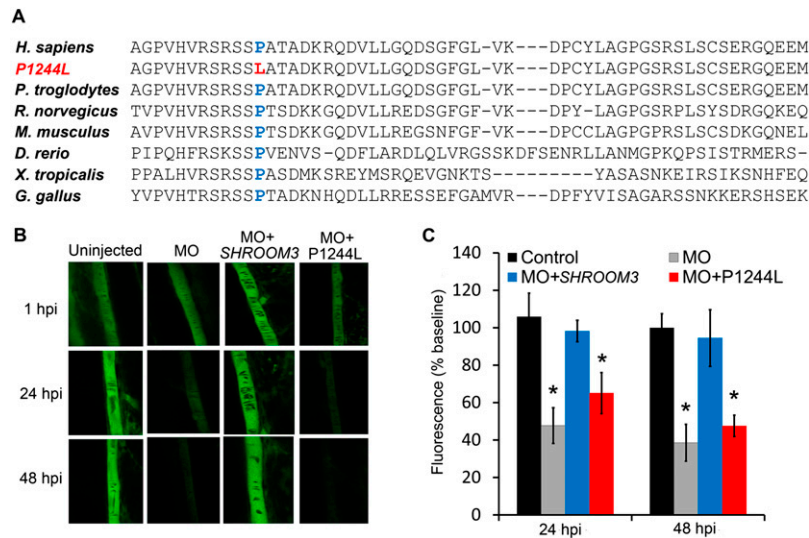 A
H. sapiens AGPVHVRSRSSPATADKRQDVLLGQDSGFGL-VK---DPCYLAGPGSRSLSCSERGQEEM
P1244L AGPVHVRSRSSLATADKRQDVLLGQDSGFGL-VK---DPCYLAGPGSRSLSCSERGQEEM
P. troglodytes AGPVHVRSRSSPATADKRQDVLLGQDSGFGL-VK---DPCYLAGPGSRSLSCSERGQEEM
R. norvegicus TVPVHVRSRSSPTSDKKGQDVLLREDSGFGF-VK---DPY-LAGPGSRPLSYSDRGKEQ
M. musculus AVPVHVRSRSSPTSDKKGQDVLLREGSNFGF-VK---DPCCLAGPGPRSLSCSDKGQNEL
D. rerio PIPQHFRSKSSPVENVS-QDFLARDLQLVRGSSKDFSENRLLANMGPKQPSISTRMERS-
X. tropicalis PPALHVRSRSSPASDMKSREYMSRQEVGNKTS--------YASASNKEIRSIKSNHFEQ
G. gallus YVPVHTRSRSSPTADKNHQDLLRRESSEFGAMVR---DPFYVISAGARSSNKKERSHSEK
B
Uninjected MO MO+ SHROOM3 MO+ P1244L
1 hpi
24 hpi
48 hpi
C
Control MO
MO+SHROOM3 MO+P1244L
Fluorescence (% baseline)
140
120
100
80
60
40
20
0
* * * *
24 hpi 48 hpi